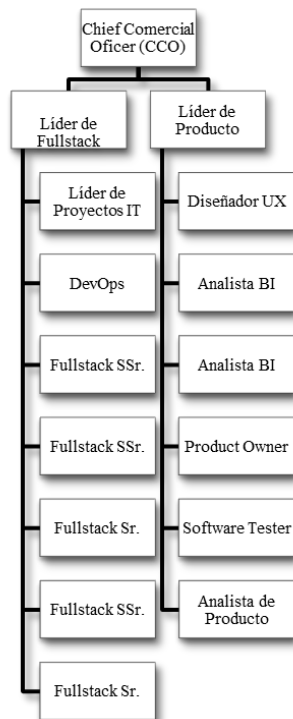 Chief Comercial
Oficer (CCO)
Líder de
Fullstack
Líder de
Producto
Líder de
Proyectos IT
Diseñador UX
DevOps
Analista BI
Fullstack SSr.
Analista BI
Fullstack SSr.
Product Owner
Fullstack Sr.
Software Tester
Fullstack SSr.
Analista de
Producto
Fullstack Sr.